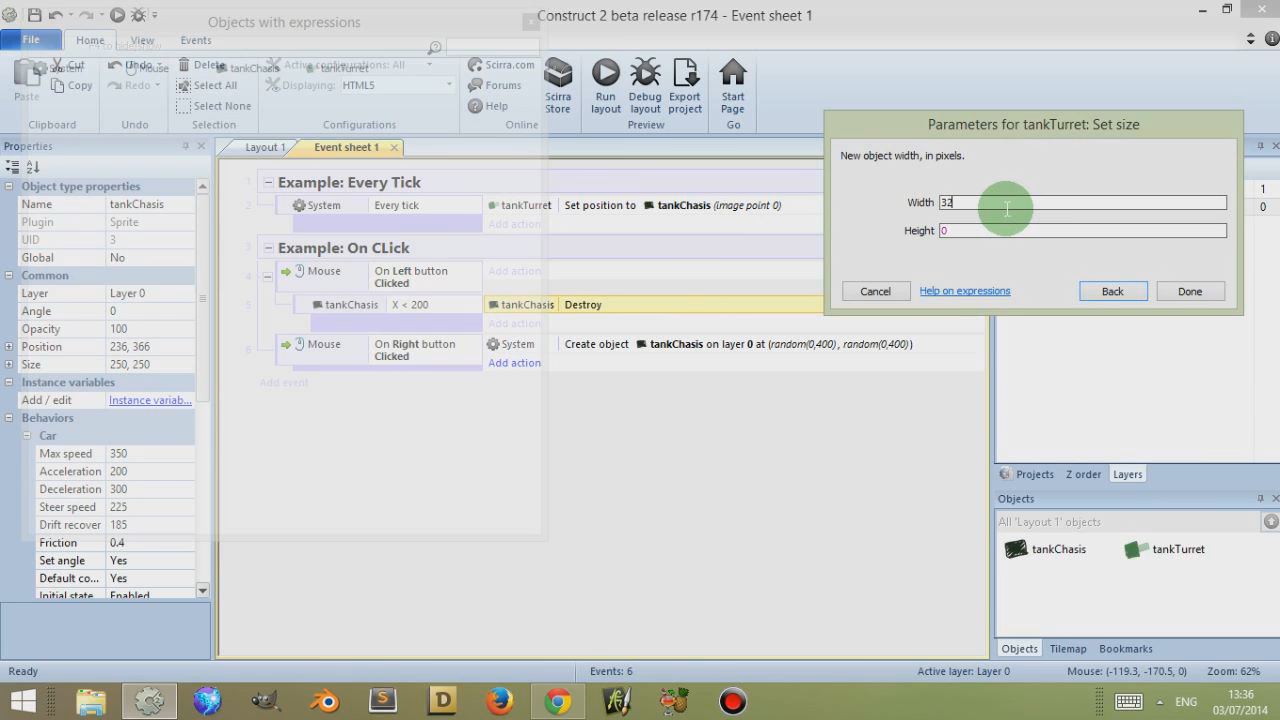 Objects with expressions
Construct 2 beta release r174 - Event sheet 1
File Home View Events
Paste Cut Copy Clipboard
Undo Redo Undo
Delete Select All Select None Selection
Active configurations: All
Displaying: HTML5
Configurations
Scirra.com Forums Help Online
Scirra Store
Run layout Debug layout Export project Preview
Start Page Go
System Mouse tankChasis tankTurret
Properties
Object type properties
Name tankChasis
Plugin Sprite
UID 3
Global No
Common
Layer Layer 0
Angle 0
Opacity 100
Position 236, 366
Size 250, 250
Instance variables
Add / edit Instance variab...
Behaviors
Car
Max speed 350
Acceleration 200
Deceleration 300
Steer speed 225
Drift recover 185
Friction 0.4
Set angle Yes
Default co... Yes
Initial state Enabled
Layout 1 Event sheet 1
1 Example: Every Tick
2 System Every tick tankTurret Set position to tankChasis (image point 0)
Add action
3 Example: On CLick
4 Mouse On Left button Clicked Add action
5 tankChasis X < 200 tankChasis Destroy
Add action
6 Mouse On Right button Clicked System Create object tankChasis on layer 0 at (random(0,400), random(0,400))
Add action
Add event
Parameters for tankTurret: Set size
New object width, in pixels.
Width 32
Height 0
Cancel Help on expressions Back Done
1
0
Projects Z order Layers
Objects
All 'Layout 1' objects
tankChasis tankTurret
Objects Tilemap Bookmarks
Ready Events: 6 Active layer: Layer 0 Mouse: (-119.3, -170.5, 0) Zoom: 62%
ENG 13:36
03/07/2014